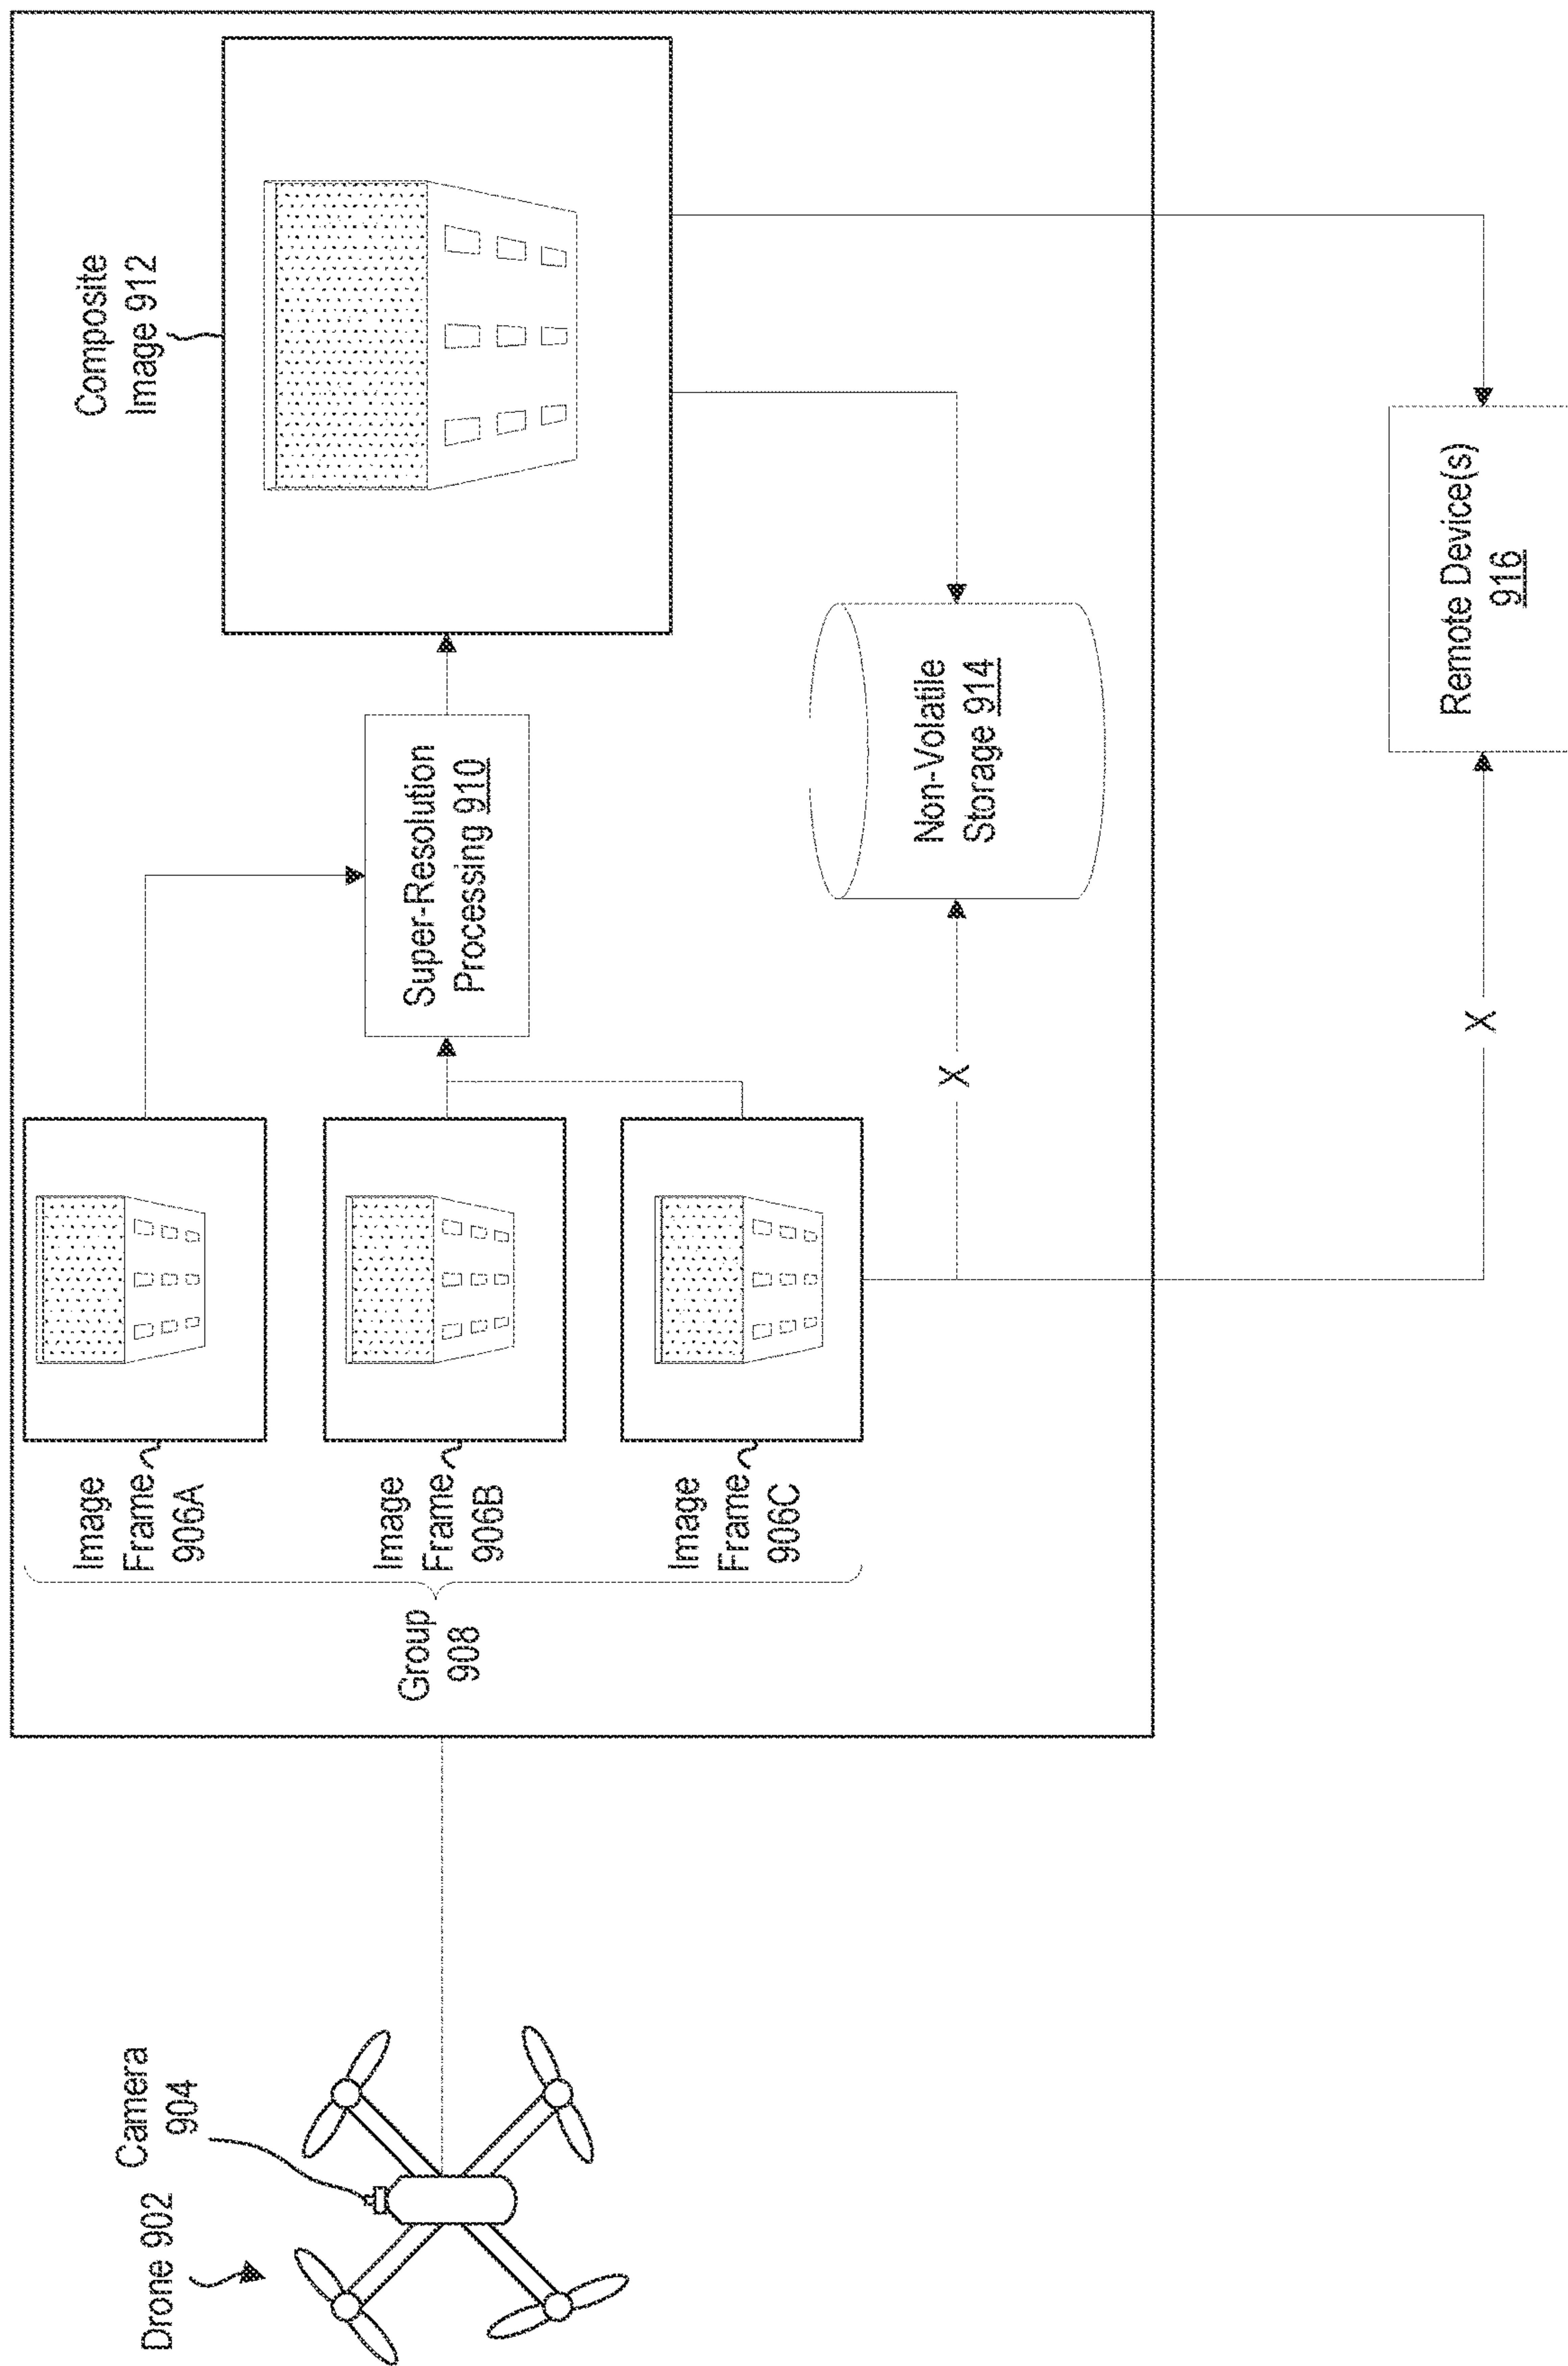 Drone 902
Camera
904
Group
908
Image
Frame
906A
Image
Frame
906B
Image
Frame
906C
Super-Resolution
Processing 910
Composite
Image 912
X
Non-Volatile
Storage 914
X
Remote Device(s)
916